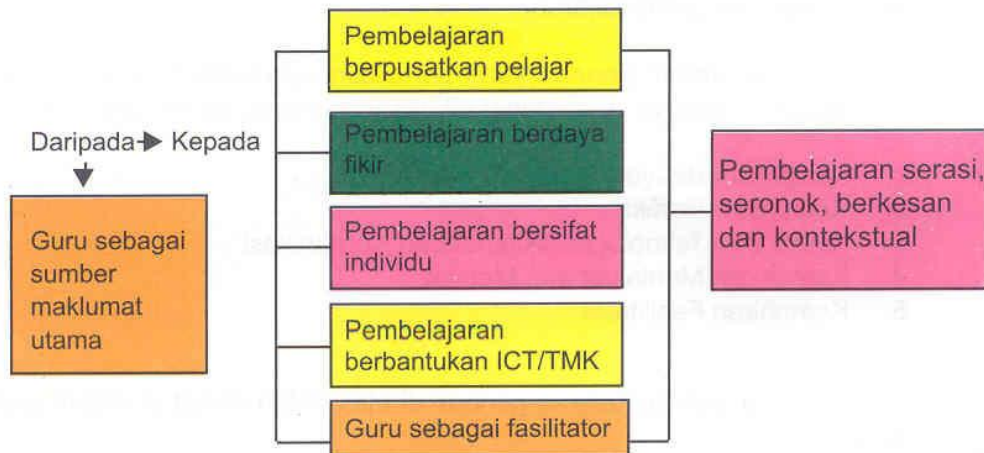 Daripada Kepada
Guru sebagai
sumber
maklumat
utama
Pembelajaran
berpusatkan pelajar
Pembelajaran berdaya
fikir
Pembelajaran bersifat
individu
Pembelajaran
berbantukan ICT/TMK
Guru sebagai fasilitator
Pembelajaran serasi,
seronok, berkesan
dan kontekstual